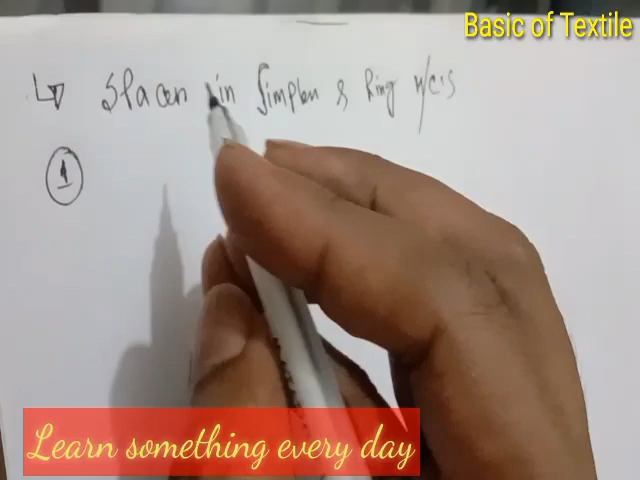 Basic of Textile
Spacer in Simplex & Ring m/c's
1
Learn something every day